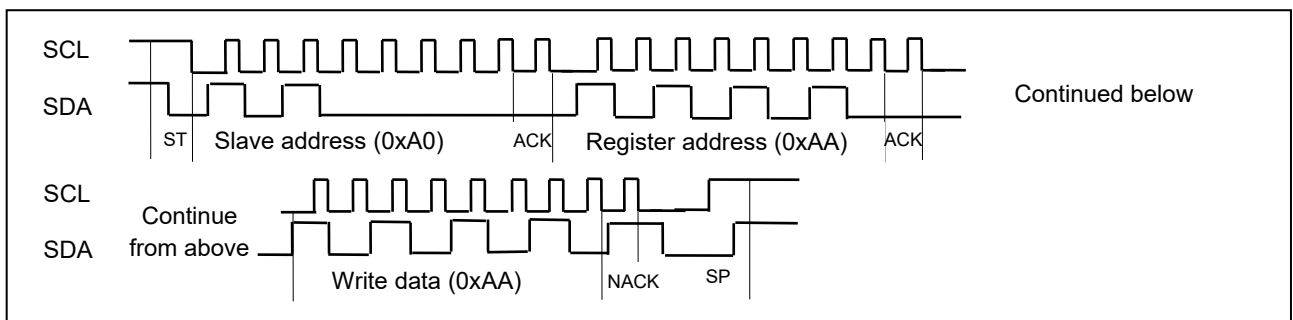 SCL
SDA
Continued below
ST Slave address (0xA0) ACK Register address (0xAA) ACK
SCL
Continue
from above
SDA
Write data (0xAA) NACK SP